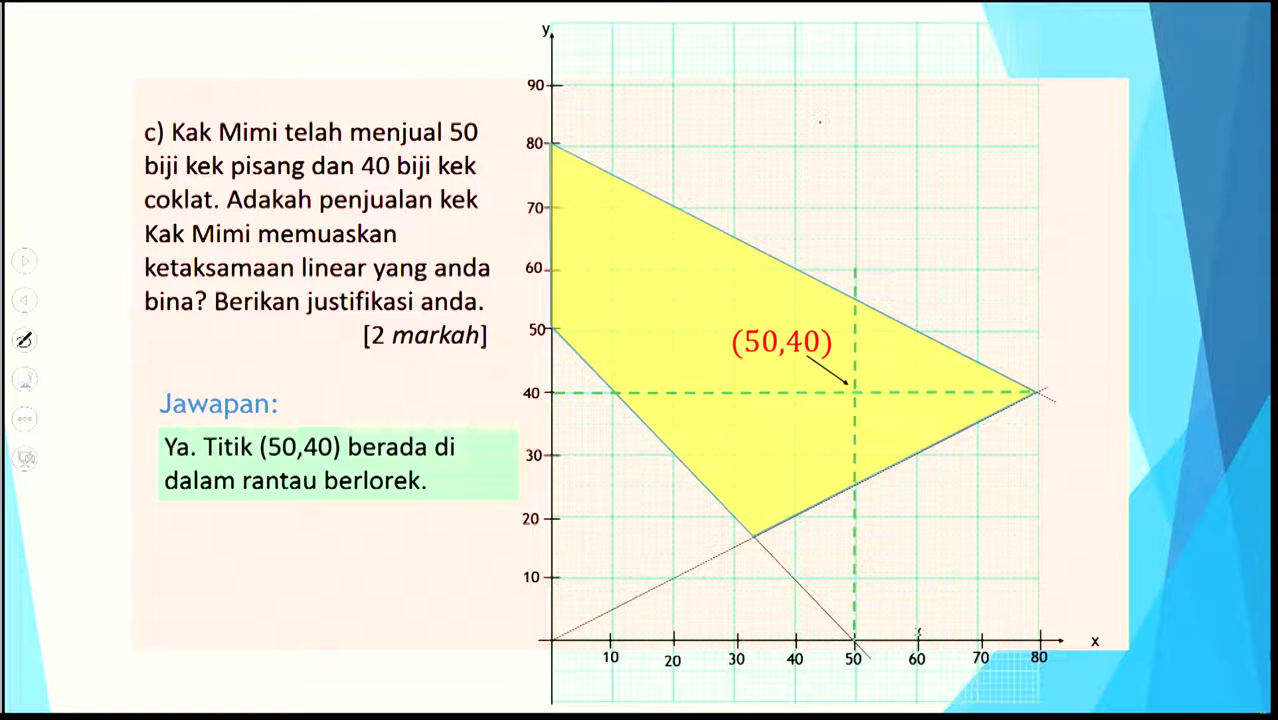 c) Kak Mimi telah menjual 50
biji kek pisang dan 40 biji kek
coklat. Adakah penjualan kek
Kak Mimi memuaskan
ketaksamaan linear yang anda
bina? Berikan justifikasi anda.
[2 markah]
Jawapan:
Ya. Titik (50,40) berada di
dalam rantau berlorek.
y
90
80
70
60
50
40
30
20
10
(50,40)
10 20 30 40 50 60 70 80
x